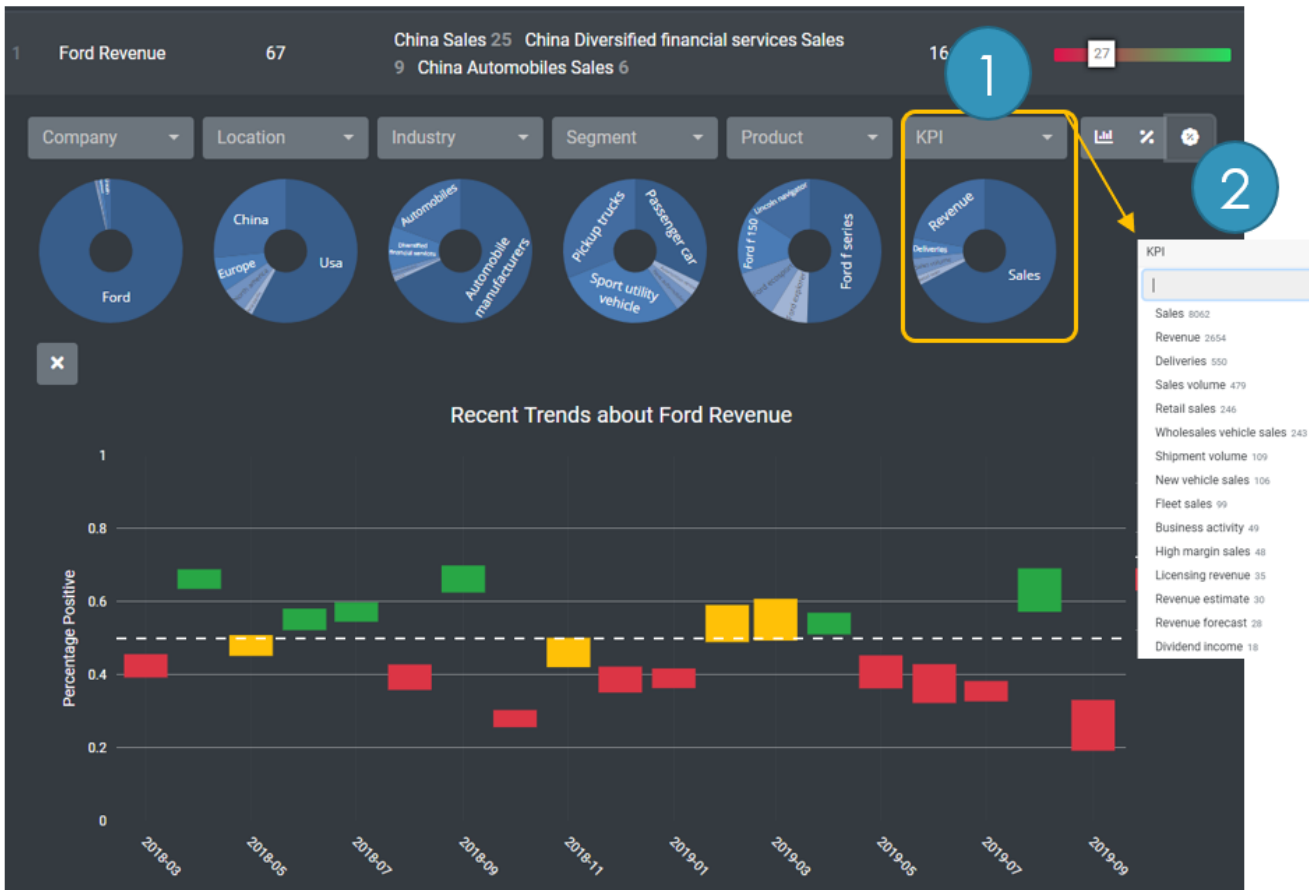 1 Ford Revenue 67 China Sales 25 China Diversified financial services Sales 16 27
9 China Automobiles Sales 6
1
Company Location Industry Segment Product KPI
2
Ford
China
Europe
Usa
Automobiles
Diversified
financial services
Automobile
manufacturers
Pickup trucks
Passenger car
Sport utility
vehicle
Lincoln navigator
Ford f 150
Ford f series
Revenue
Deliveries
Sales
KPI
Sales 8062
Revenue 2654
Deliveries 550
Sales volume 479
Retail sales 246
Wholesales vehicle sales 243
Shipment volume 109
New vehicle sales 106
Fleet sales 99
Business activity 49
High margin sales 48
Licensing revenue 35
Revenue estimate 30
Revenue forecast 28
Dividend income 18
Recent Trends about Ford Revenue
Percentage Positive
1
0.8
0.6
0.4
0.2
0
2018-03
2018-05
2018-07
2018-09
2018-11
2019-01
2019-03
2019-05
2019-07
2019-09